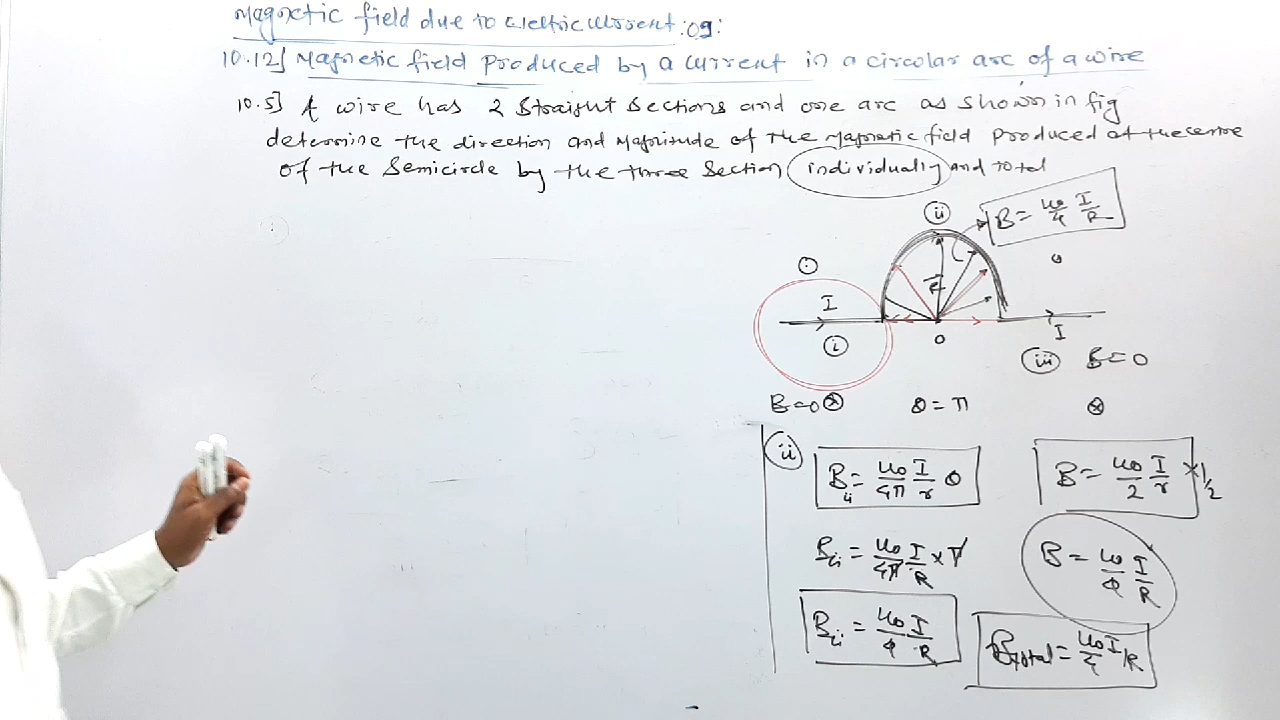 Magnetic field due to Electric current: 09:
10.12] Magnetic field Produced by a current in a circular arc of a wire
10.5] A wire has 2 Straight Sections and one arc as shown in fig
determine the direction and Magnitude of the Magnetic field produced at the centre
of the Semicircle by the three Section individually and total
ii
B = μ₀/4 I/R
I
R
i
O
I
iii B = 0
B = 0 ⊗
θ = π
⊗
ii
B ii = μ₀/4π I/r θ
B = μ₀/2 I/r × 1/2
B ii = μ₀/4π I/R × π
B = μ₀/4 I/R
B ii = μ₀/4 I/R
B total = μ₀/4 I/R